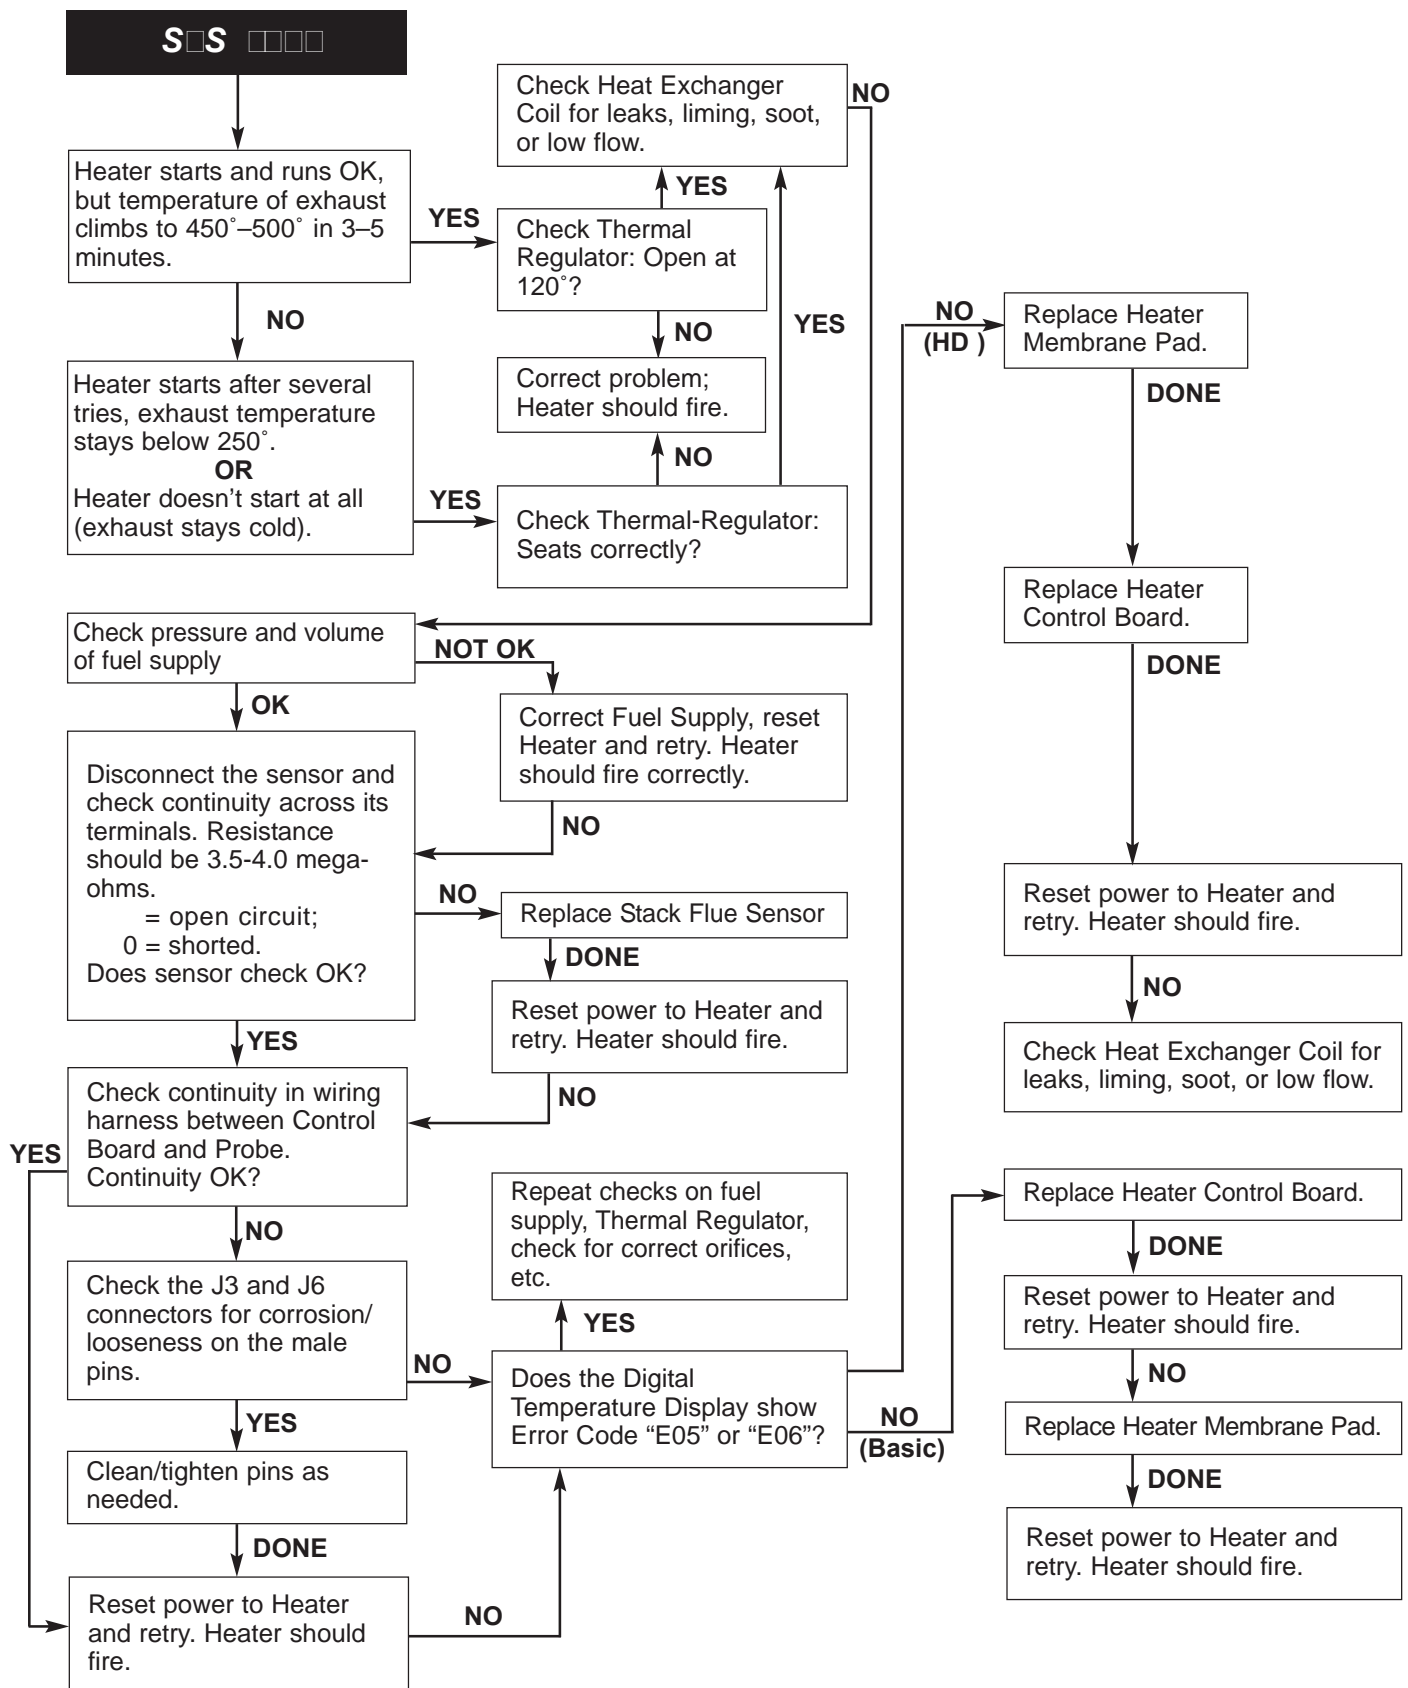 Heater starts and runs OK,
but temperature of exhaust
climbs to 450˚–500˚ in 3–5
minutes.
YES
NO
Check Heat Exchanger
Coil for leaks, liming, soot,
or low flow.
NO
YES
Check Thermal
Regulator: Open at
120˚?
NO
YES
Correct problem;
Heater should fire.
NO
Heater starts after several
tries, exhaust temperature
stays below 250˚.
OR
Heater doesn't start at all
(exhaust stays cold).
YES
Check Thermal-Regulator:
Seats correctly?
Check pressure and volume
of fuel supply
NOT OK
OK
Correct Fuel Supply, reset
Heater and retry. Heater
should fire correctly.
NO
Disconnect the sensor and
check continuity across its
terminals. Resistance
should be 3.5-4.0 mega-
ohms.
= open circuit;
0 = shorted.
Does sensor check OK?
NO
Replace Stack Flue Sensor
DONE
Reset power to Heater and
retry. Heater should fire.
NO
YES
Check continuity in wiring
harness between Control
Board and Probe.
Continuity OK?
YES
NO
Check the J3 and J6
connectors for corrosion/
looseness on the male
pins.
NO
YES
Clean/tighten pins as
needed.
DONE
Reset power to Heater
and retry. Heater should
fire.
NO
Repeat checks on fuel
supply, Thermal Regulator,
check for correct orifices,
etc.
YES
Does the Digital
Temperature Display show
Error Code “E05” or “E06”?
NO
(HD )
Replace Heater
Membrane Pad.
DONE
Replace Heater
Control Board.
DONE
Reset power to Heater and
retry. Heater should fire.
NO
Check Heat Exchanger Coil for
leaks, liming, soot, or low flow.
NO
(Basic)
Replace Heater Control Board.
DONE
Reset power to Heater and
retry. Heater should fire.
NO
Replace Heater Membrane Pad.
DONE
Reset power to Heater and
retry. Heater should fire.